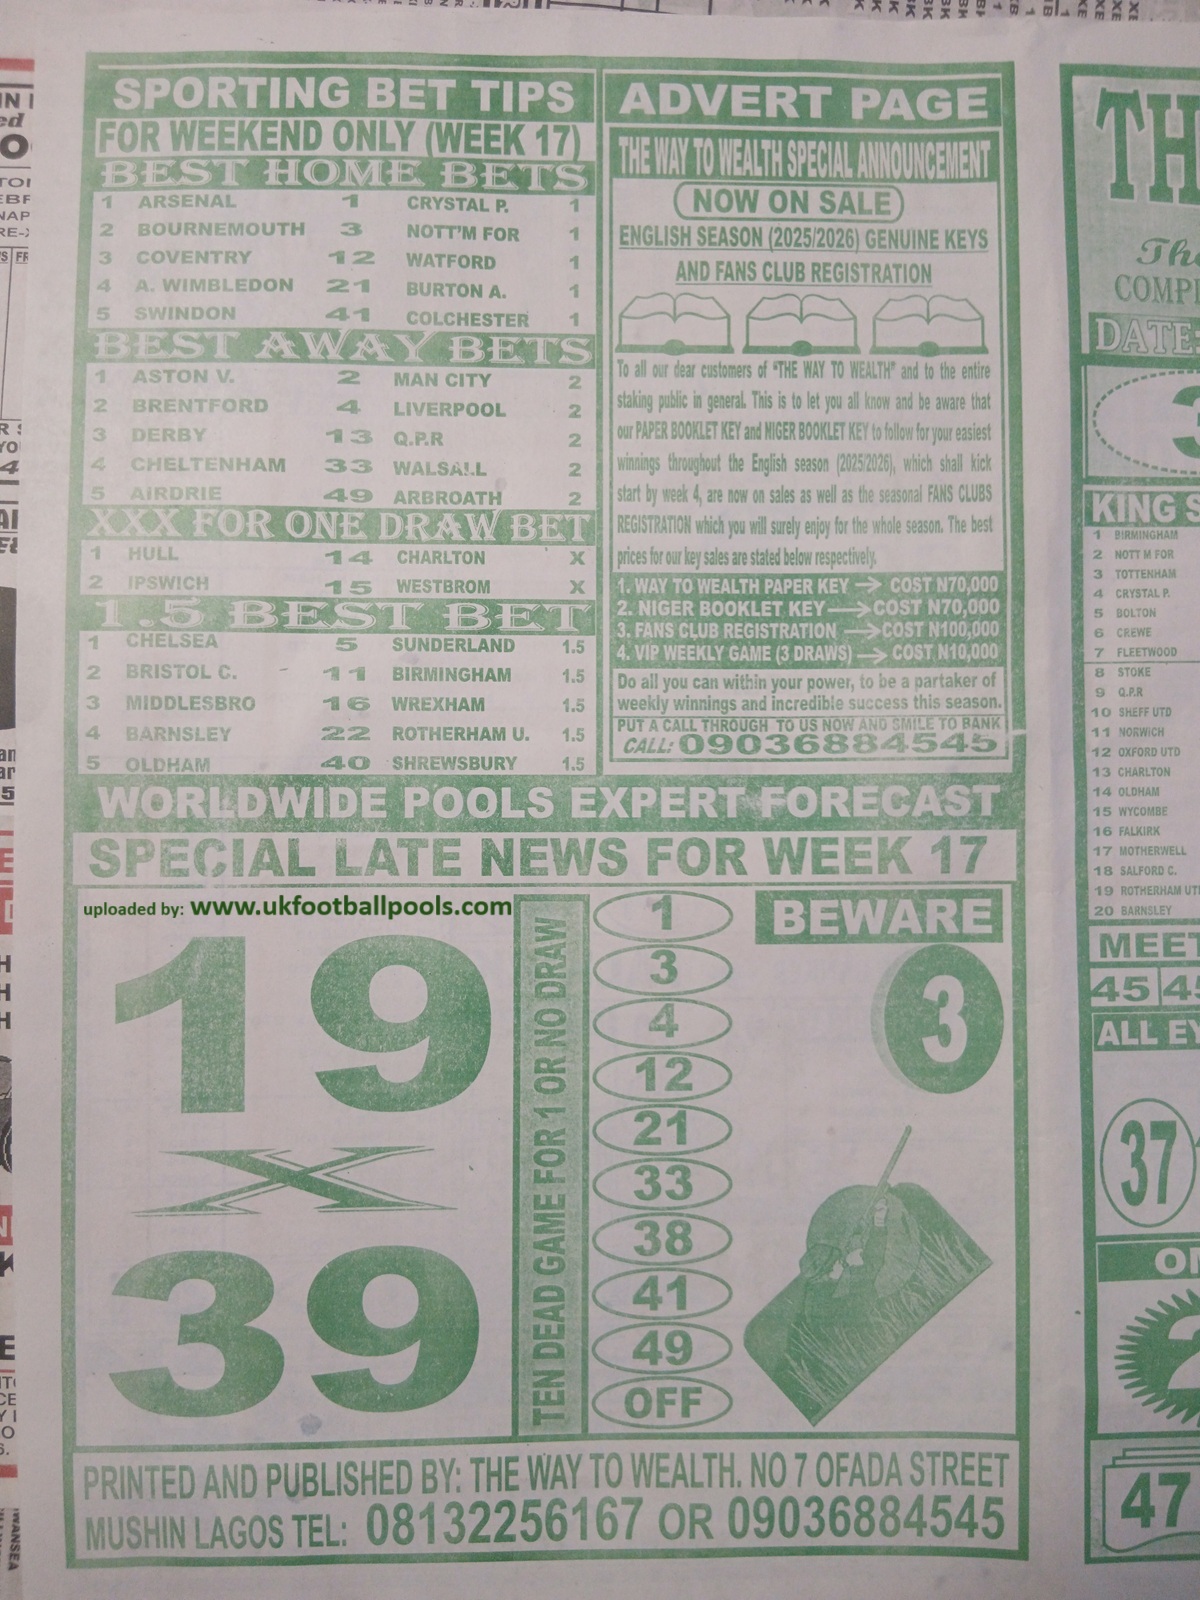 SPORTING BET TIPS
FOR WEEKEND ONLY (WEEK 17)
BEST HOME BETS
1 ARSENAL 1 CRYSTAL P. 1
2 BOURNEMOUTH 3 NOTT'M FOR 1
3 COVENTRY 12 WATFORD 1
4 A. WIMBLEDON 21 BURTON A. 1
5 SWINDON 41 COLCHESTER 1
BEST AWAY BETS
1 ASTON V. 2 MAN CITY 2
2 BRENTFORD 4 LIVERPOOL 2
3 DERBY 13 Q.P.R 2
4 CHELTENHAM 33 WALSALL 2
5 AIRDRIE 49 ARBROATH 2
XXX FOR ONE DRAW BET
1 HULL 14 CHARLTON X
2 IPSWICH 15 WESTBROM X
1.5 BEST BET
1 CHELSEA 5 SUNDERLAND 1.5
2 BRISTOL C. 11 BIRMINGHAM 1.5
3 MIDDLESBRO 16 WREXHAM 1.5
4 BARNSLEY 22 ROTHERHAM U. 1.5
5 OLDHAM 40 SHREWSBURY 1.5
ADVERT PAGE
THE WAY TO WEALTH SPECIAL ANNOUNCEMENT
NOW ON SALE
ENGLISH SEASON (2025/2026) GENUINE KEYS
AND FANS CLUB REGISTRATION
To all our dear customers of "THE WAY TO WEALTH" and to the entire
staking public in general. This is to let you all know and be aware that
our PAPER BOOKLET KEY and NIGER BOOKLET KEY to follow for your easiest
winnings throughout the English season (2025/2026), which shall kick
start by week 4, are now on sales as well as the seasonal FANS CLUBS
REGISTRATION which you will surely enjoy for the whole season. The best
prices for our key sales are stated below respectively.
1. WAY TO WEALTH PAPER KEY → COST N70,000
2. NIGER BOOKLET KEY → COST N70,000
3. FANS CLUB REGISTRATION → COST N100,000
4. VIP WEEKLY GAME (3 DRAWS) → COST N10,000
Do all you can within your power, to be a partaker of
weekly winnings and incredible success this season.
PUT A CALL THROUGH TO US NOW AND SMILE TO BANK
CALL: 09036884545
WORLDWIDE POOLS EXPERT FORECAST
SPECIAL LATE NEWS FOR WEEK 17
uploaded by: www.ukfootballpools.com
19
X
39
TEN DEAD GAME FOR 1 OR NO DRAW
1
3
4
12
21
33
38
41
49
OFF
BEWARE
3
PRINTED AND PUBLISHED BY: THE WAY TO WEALTH. NO 7 OFADA STREET
MUSHIN LAGOS TEL: 08132256167 OR 09036884545
DATE:
KING
1 BIRMINGHAM
2 NOTT M FOR
3 TOTTENHAM
4 CRYSTAL P.
5 BOLTON
6 CREWE
7 FLEETWOOD
8 STOKE
9 Q.P.R
10 SHEFF UTD
11 NORWICH
12 OXFORD UTD
13 CHARLTON
14 OLDHAM
15 WYCOMBE
16 FALKIRK
17 MOTHERWELL
18 SALFORD C.
19 ROTHERHAM UT
20 BARNSLEY
MEET
45
ALL EY
37
47